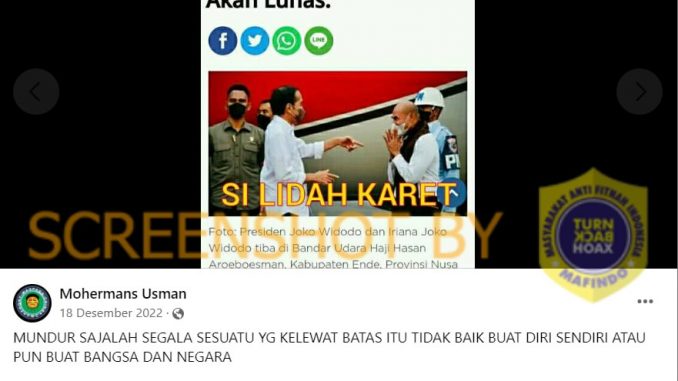 Akan Lunas.
LINE
SI LIDAH KARET
SCREENSHOT BY
MASYARAKAT ANTI FITNAH INDONESIA
TURN
BACK
HOAX
MAFINDO
Foto: Presiden Joko Widodo dan Iriana Joko
Widodo tiba di Bandar Udara Haji Hasan
Aroeboesman, Kabupaten Ende, Provinsi Nusa
Mohermans Usman
18 Desember 2022 ·
MUNDUR SAJALAH SEGALA SESUATU YG KELEWAT BATAS ITU TIDAK BAIK BUAT DIRI SENDIRI ATAU
PUN BUAT BANGSA DAN NEGARA